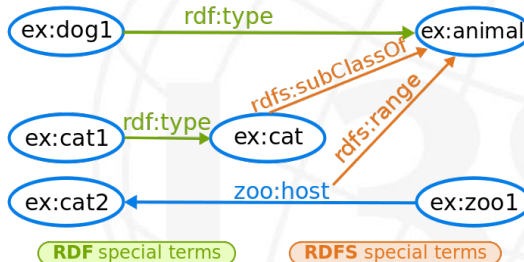 rdf:type
ex:dog1
ex:animal
rdfs:subClassOf
rdfs:range
rdf:type
ex:cat1
ex:cat
zoo:host
ex:cat2
ex:zoo1
RDF special terms
RDFS special terms